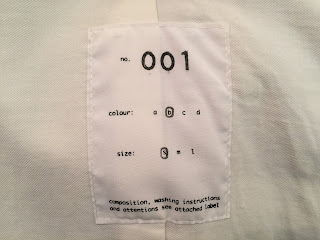 no. 001
colour: a b c d
size: s m l
composition, washing instructions
and attentions see attached label